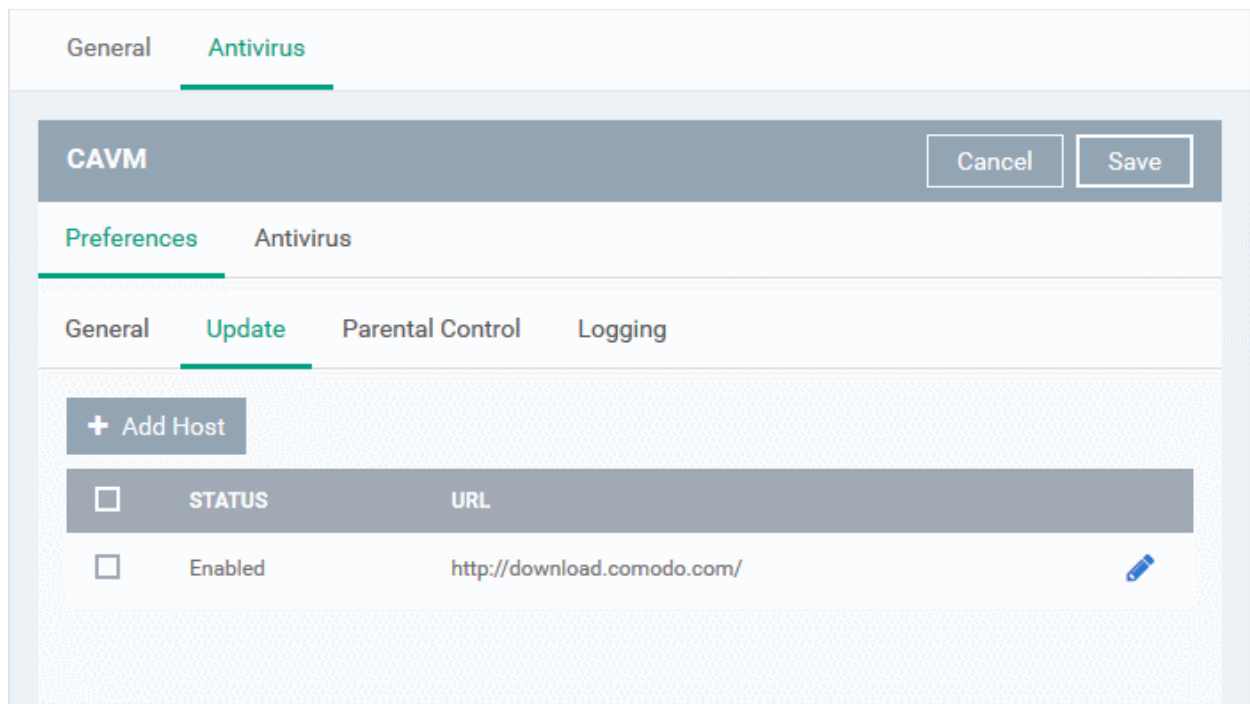 General Antivirus
CAVM Cancel Save
Preferences Antivirus
General Update Parental Control Logging
+ Add Host
STATUS URL
Enabled http://download.comodo.com/